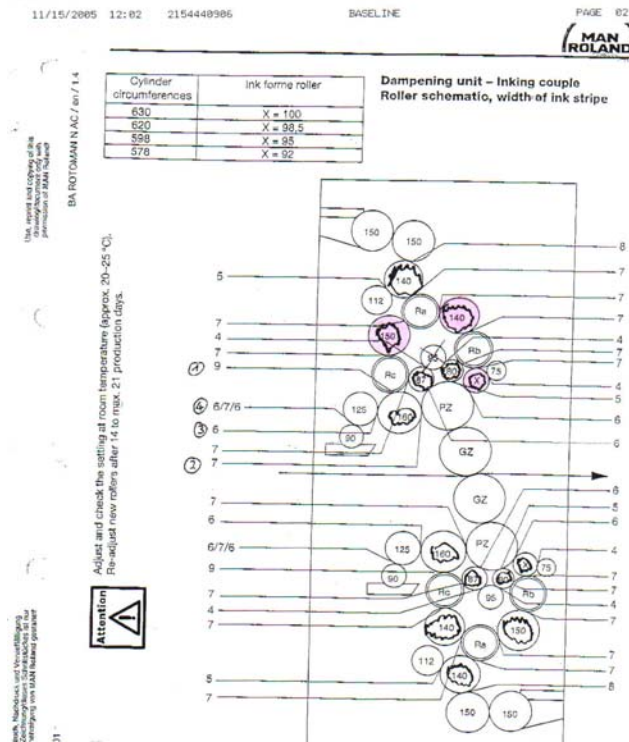 11/15/2005 12:02 2154440906 BASELINE PAGE 02
MAN
ROLAND
Cylinder circumferences Ink forme roller
630 X = 100
620 X = 98,5
598 X = 95
578 X = 92
Dampening unit – Inking couple
Roller schematic, width of ink stripe
BA ROTOMAN N AC / en / 1.4
Adjust and check the setting at room temperature (approx. 20–25 °C).
Re-adjust new rollers after 14 to max. 21 production days.
Attention
150
150
8
140
7
5
112
Ra
140
7
7
150
7
4
95
Rb
7
7
75
7
1
9
Rc
87
80
X
4
5
4
6/7/6
125
160
PZ
6
3
6
90
6
7
GZ
2
7
GZ
7
6
6
5
PZ
6
6/7/6
125
160
4
9
90
87
X
75
7
7
Rc
95
Rb
7
4
4
7
140
150
7
Ra
112
7
5
140
7
7
8
150
150